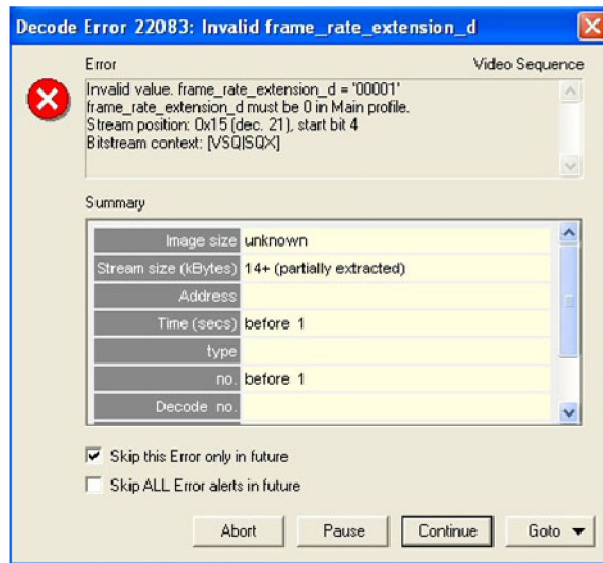 Decode Error 22083: Invalid frame_rate_extension_d
Error
Video Sequence
Invalid value. frame_rate_extension_d = '00001'
frame_rate_extension_d must be 0 in Main profile.
Stream position: 0x15 (dec. 21), start bit 4
Bitstream context: [VSQ|SQX]
Summary
Image size unknown
Stream size (kBytes) 14+ (partially extracted)
Address
Time (secs) before 1
type
no. before 1
Decode no.
Skip this Error only in future
Skip ALL Error alerts in future
Abort Pause Continue Goto